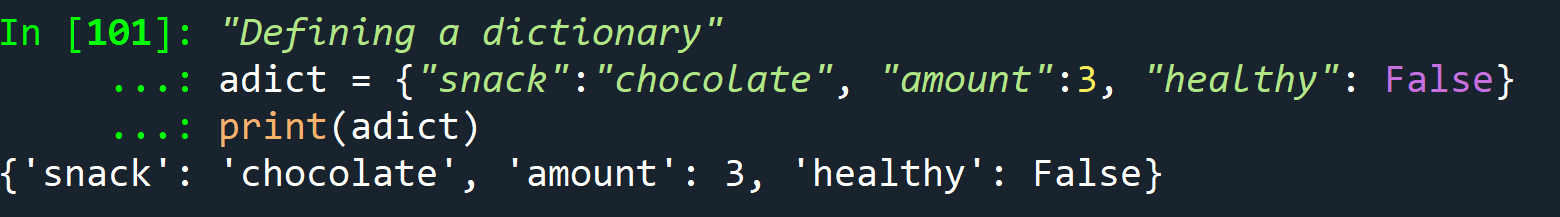 In [101]: "Defining a dictionary"
     ...: adict = {"snack":"chocolate", "amount":3, "healthy": False}
     ...: print(adict)
{'snack': 'chocolate', 'amount': 3, 'healthy': False}